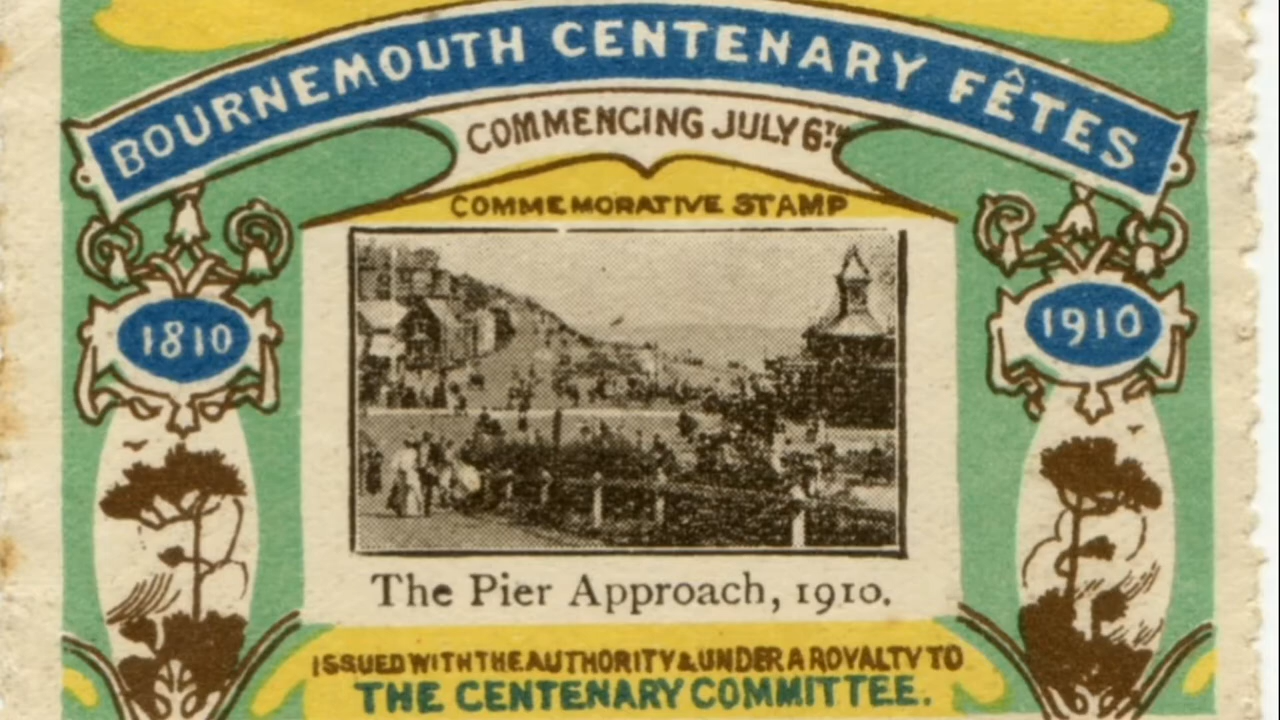 BOURNEMOUTH CENTENARY FÊTES
COMMENCING JULY 6TH
COMMEMORATIVE STAMP
1810
1910
The Pier Approach, 1910.
ISSUED WITH THE AUTHORITY & UNDER A ROYALTY TO
THE CENTENARY COMMITTEE.